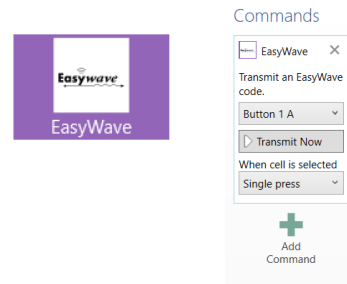 Easywave
EasyWave
Commands
EasyWave
Transmit an EasyWave
code.
Button 1 A
Transmit Now
When cell is selected
Single press
Add
Command